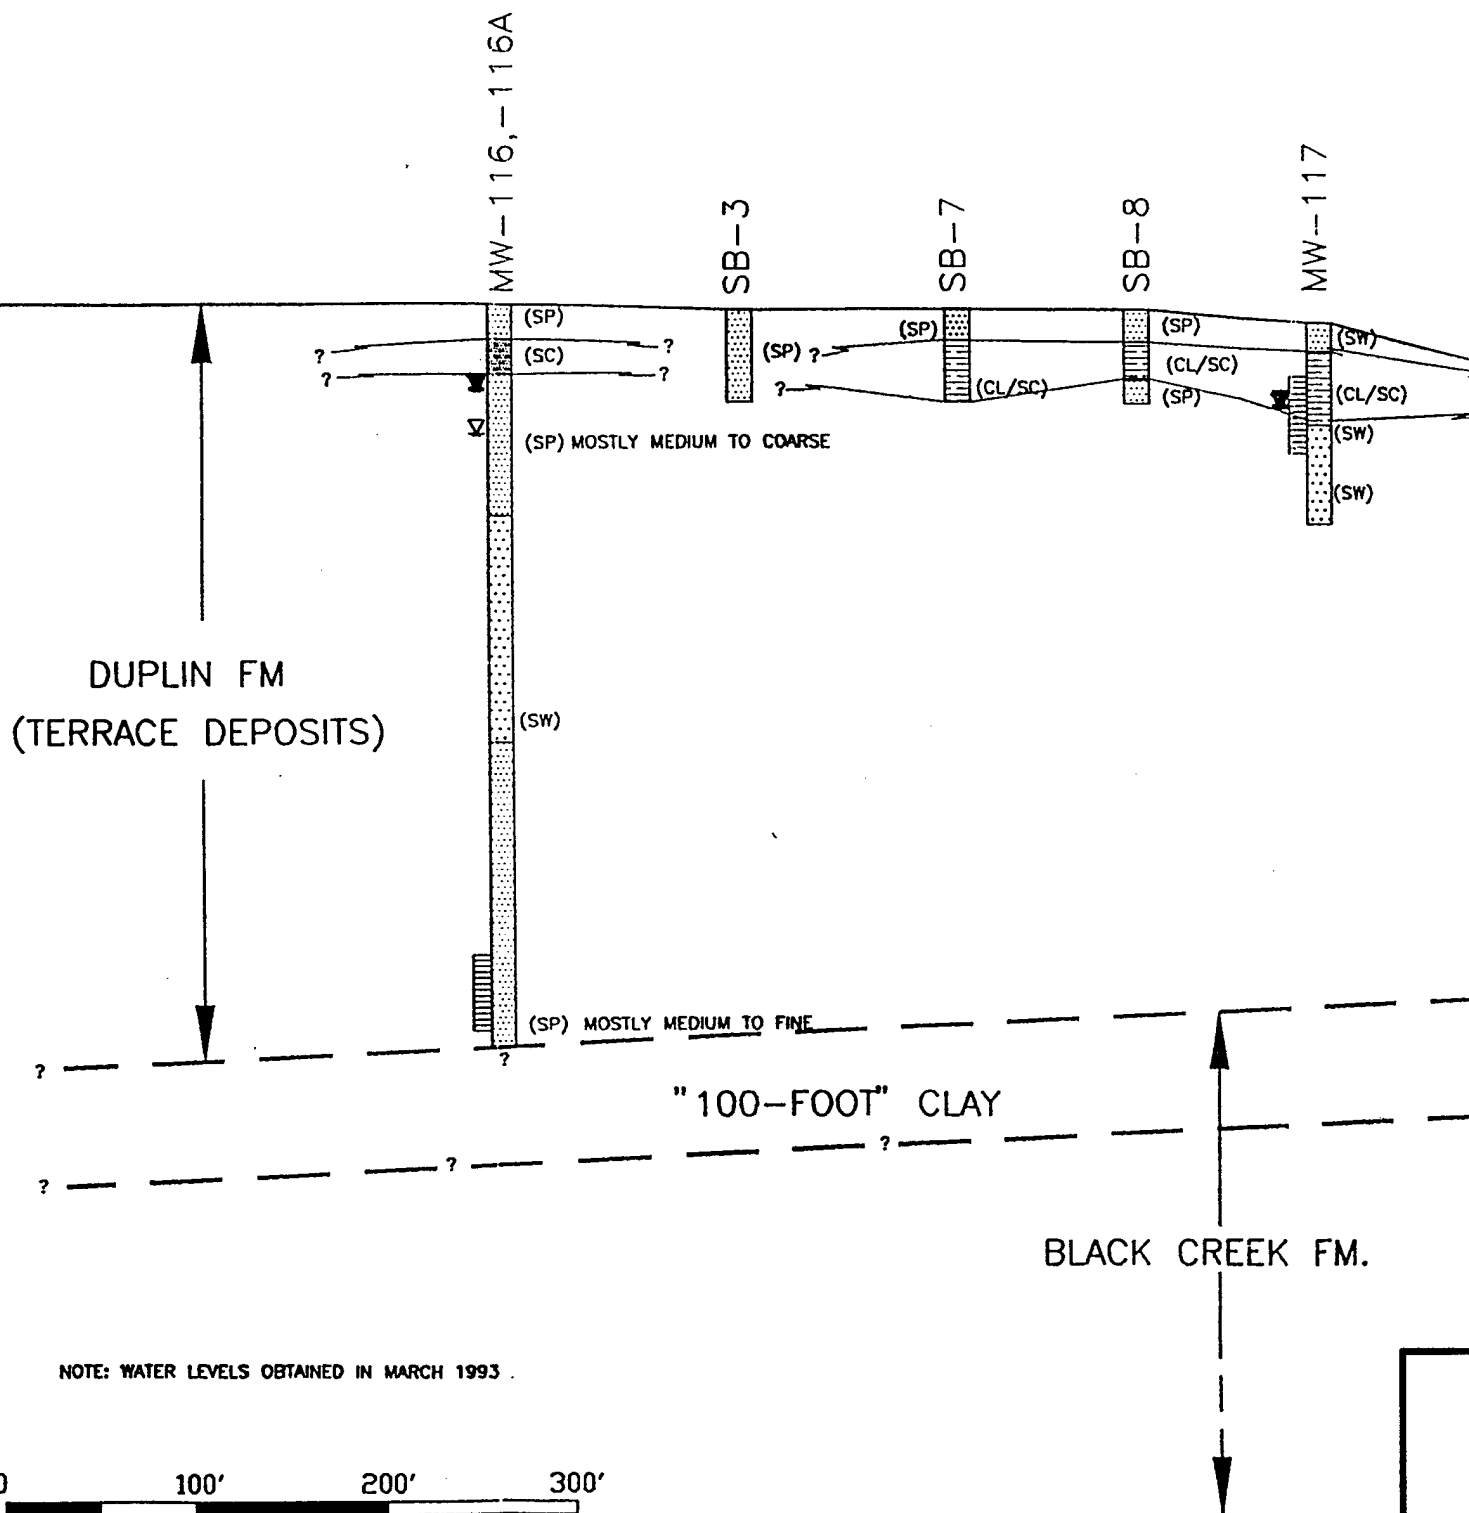 MW-116,-116A
SB-3
SB-7
SB-8
MW-117
(SP)
(SP)
(SP)
(SW)
? ?
(SC)
(SP) ?
(CL/SC)
? ?
?
(CL/SC)
(SP)
(CL/SC)
(SP) MOSTLY MEDIUM TO COARSE
(SW)
(SW)
DUPLIN FM
(TERRACE DEPOSITS)
(SW)
(SP) MOSTLY MEDIUM TO FINE
?
?
"100-FOOT" CLAY
?
?
?
BLACK CREEK FM.
NOTE: WATER LEVELS OBTAINED IN MARCH 1993 .
0 100' 200' 300'